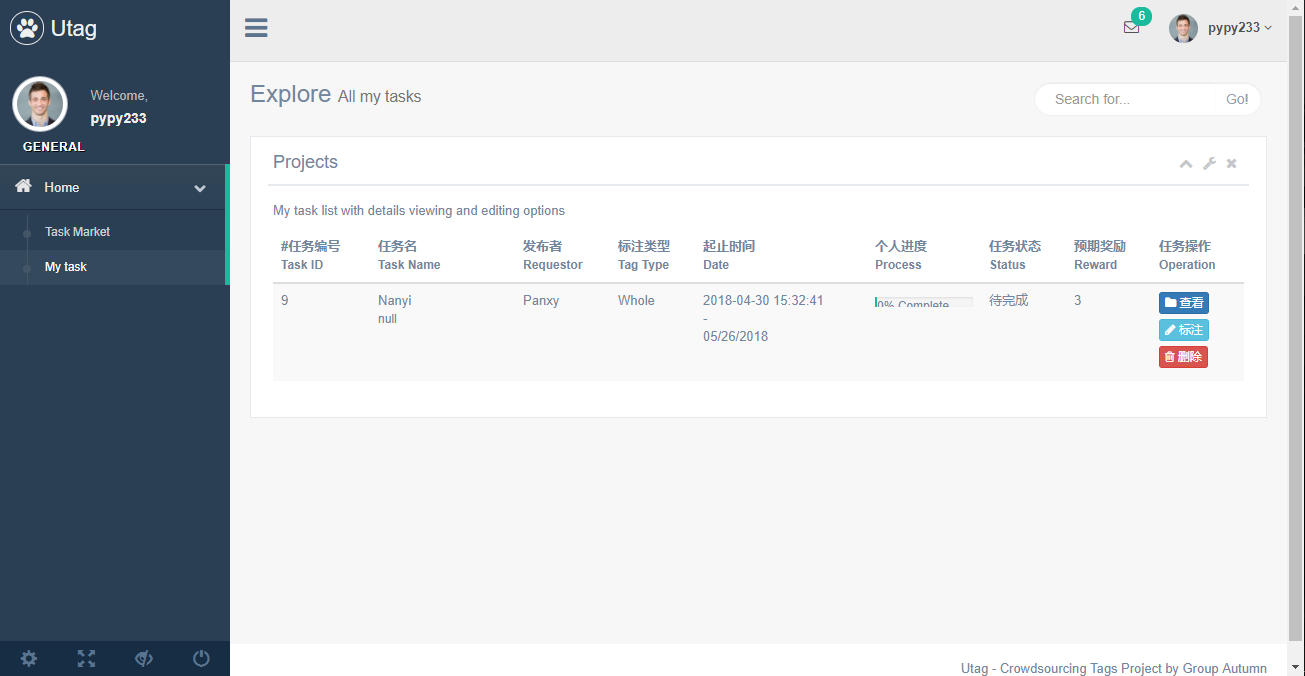 Utag
6
pypy233
Welcome,
pypy233
GENERAL
Home
Task Market
My task
Explore All my tasks
Search for...
Go!
Projects
My task list with details viewing and editing options
#任务编号 任务名 发布者 标注类型 起止时间 个人进度 任务状态 预期奖励 任务操作
Task ID Task Name Requestor Tag Type Date Process Status Reward Operation
9 Nanyi Panxy Whole 2018-04-30 15:32:41 0% Complete 待完成 3 查看
null - 标注
05/26/2018 删除
Utag - Crowdsourcing Tags Project by Group Autumn